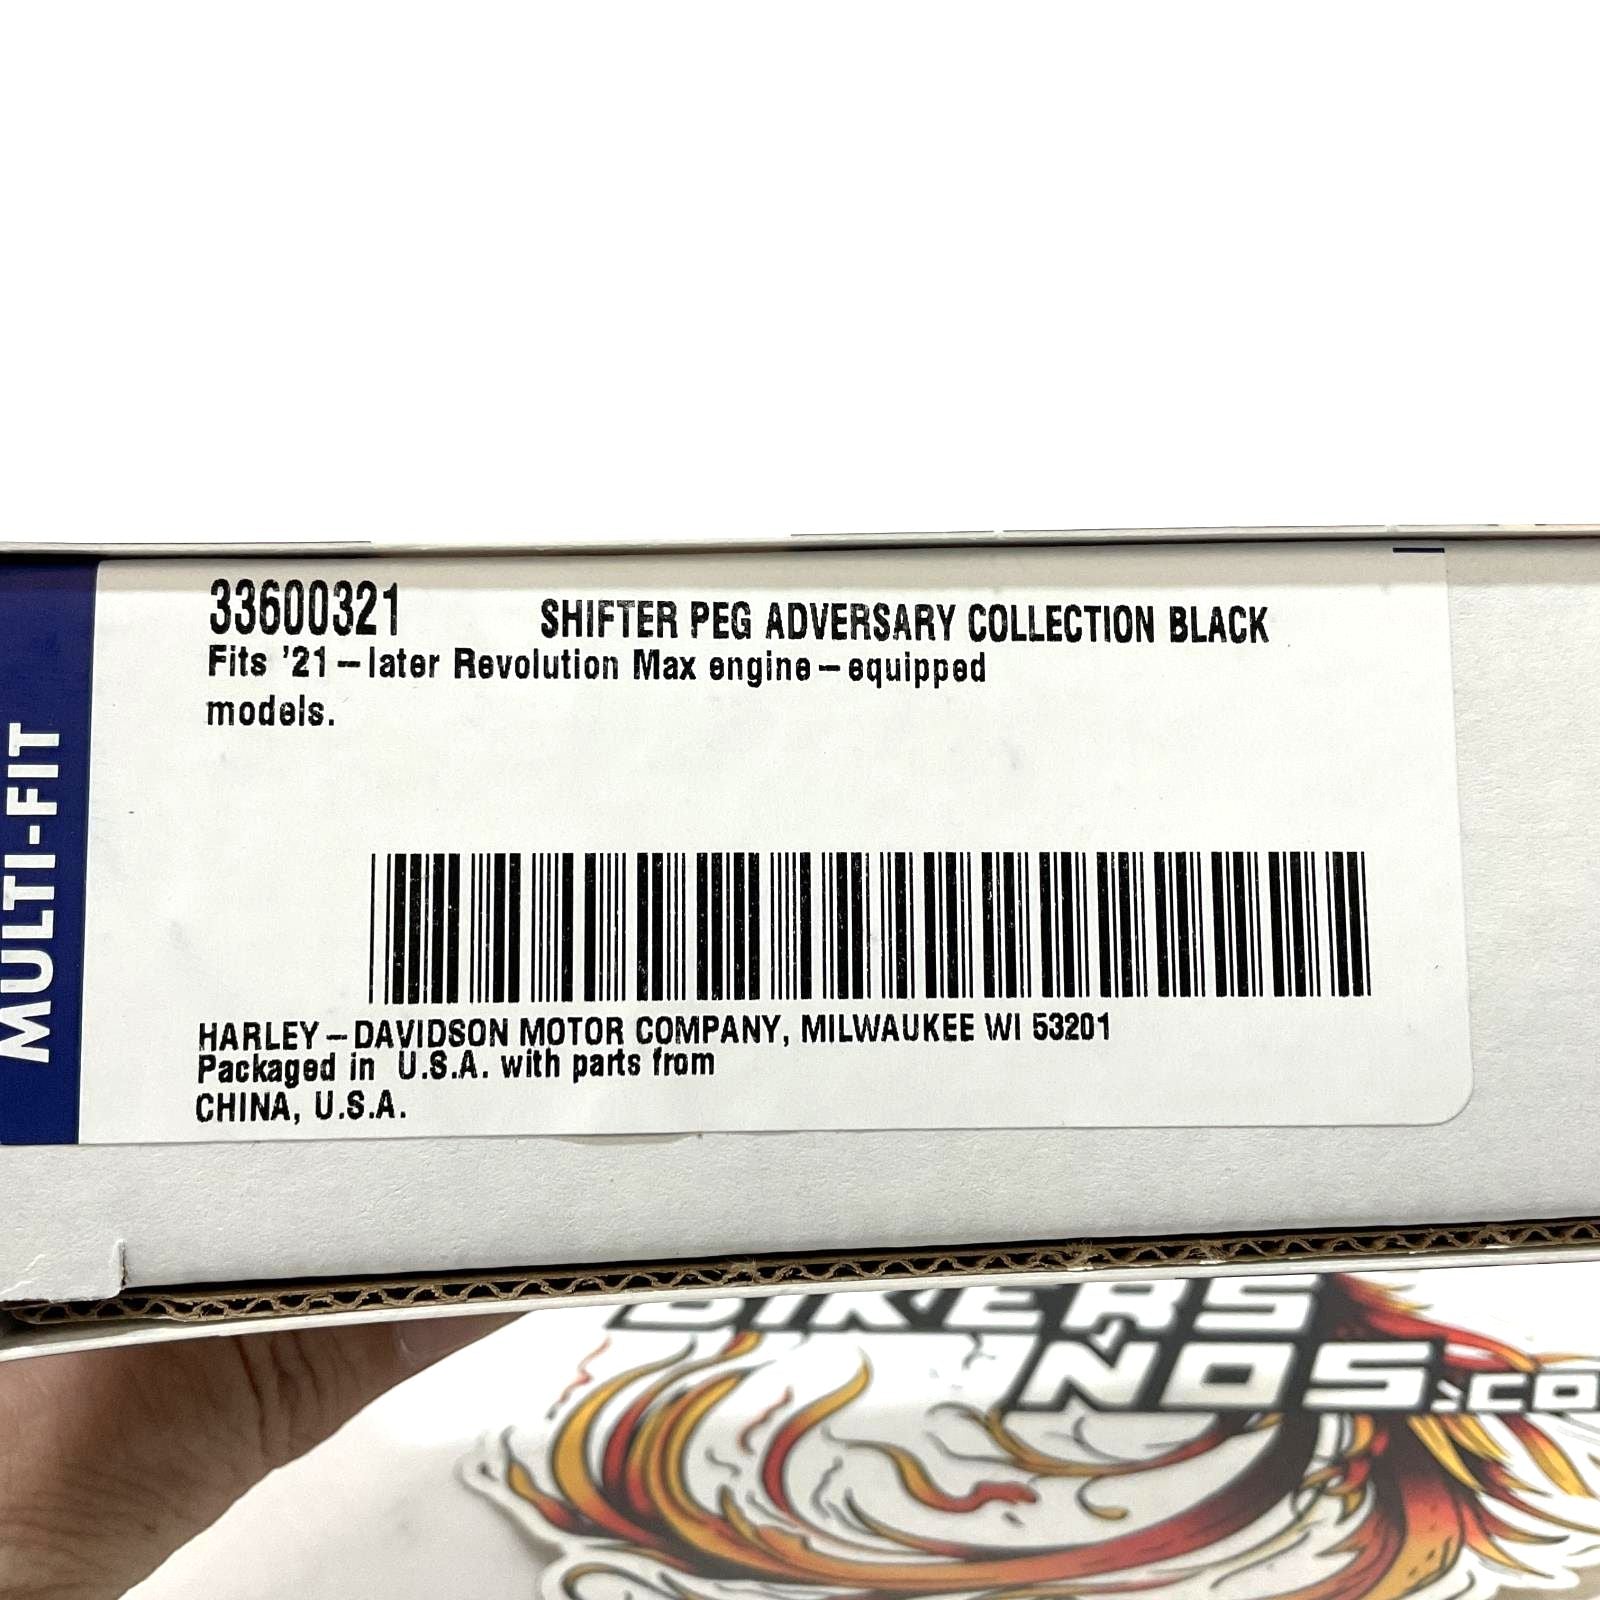 33600321 SHIFTER PEG ADVERSARY COLLECTION BLACK
Fits '21-later Revolution Max engine-equipped
models.
MULTI-FIT
HARLEY-DAVIDSON MOTOR COMPANY, MILWAUKEE WI 53201
Packaged in U.S.A. with parts from
CHINA, U.S.A.
BIKERS